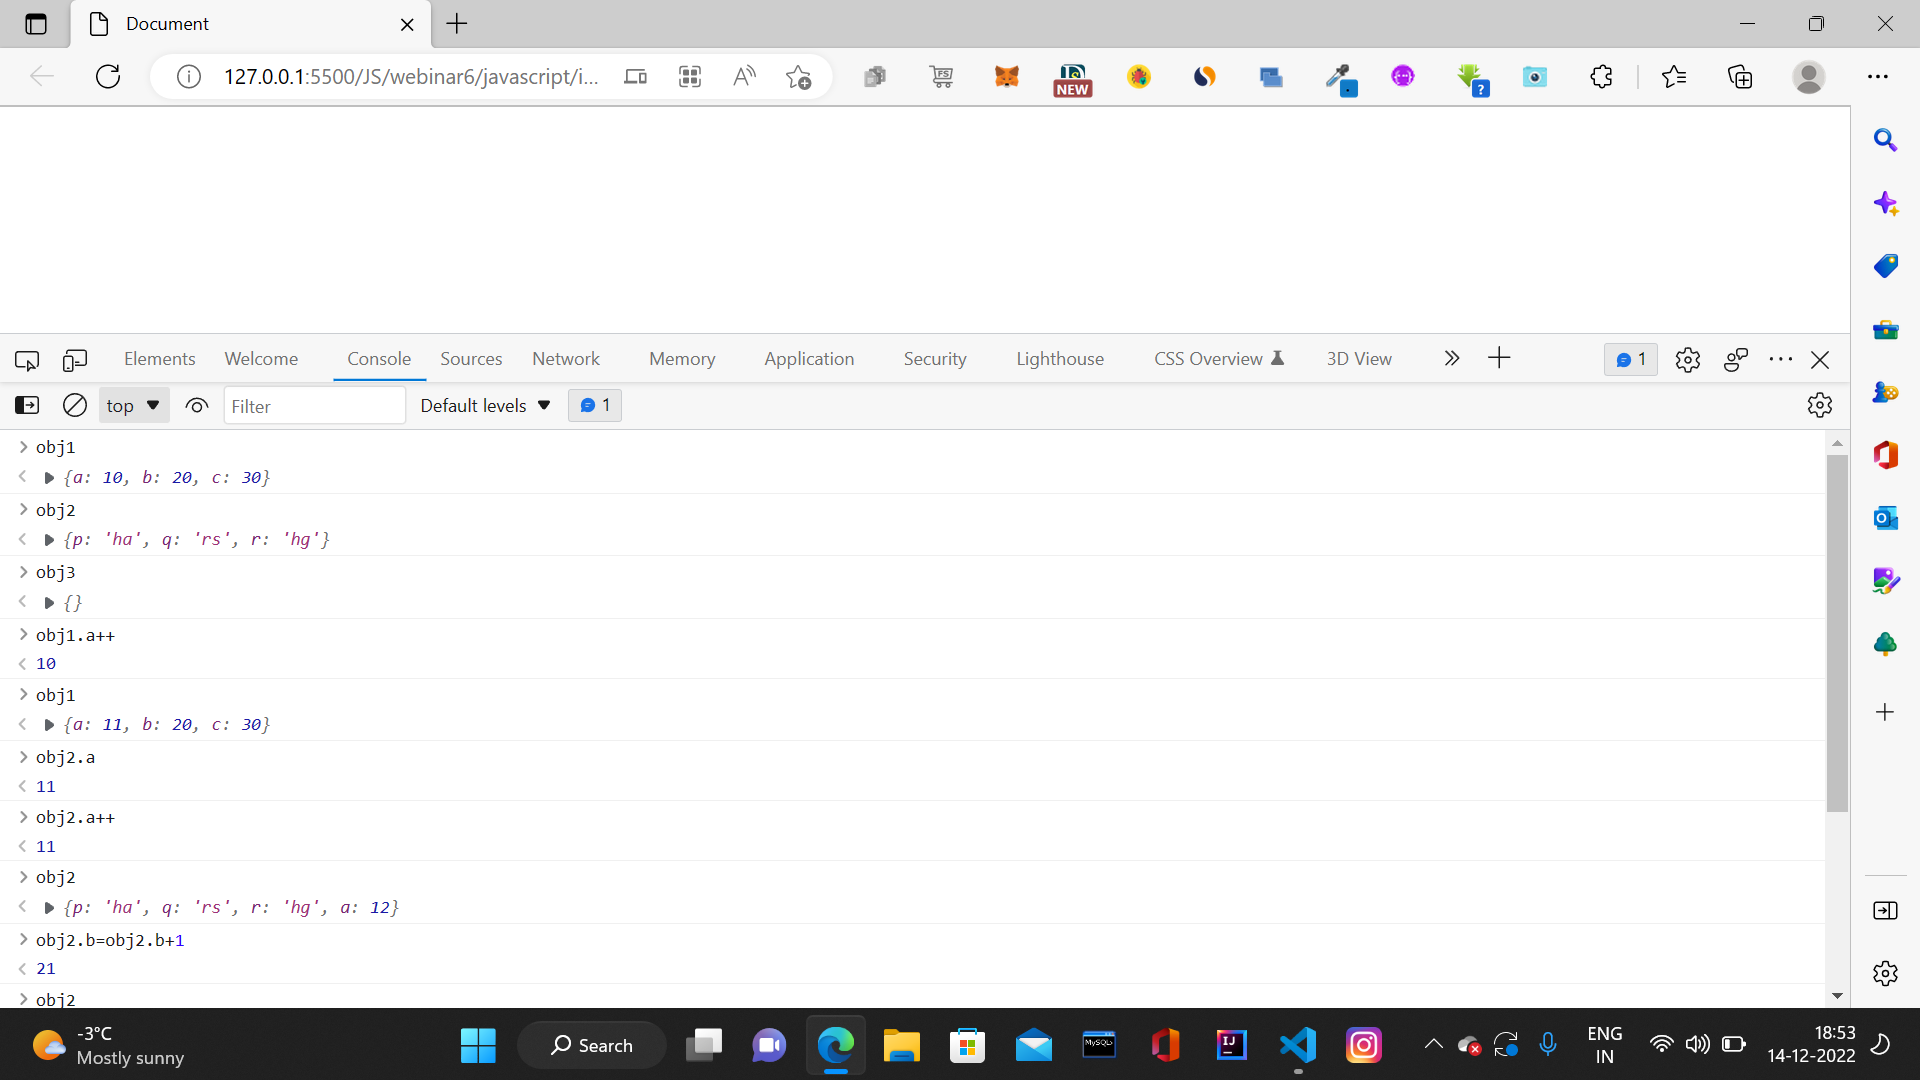 Document
127.0.0.1:5500/JS/webinar6/javascript/i...
NEW
Elements Welcome Console Sources Network Memory Application Security Lighthouse CSS Overview 3D View 1
top Filter Default levels 1
obj1
{a: 10, b: 20, c: 30}
obj2
{p: 'ha', q: 'rs', r: 'hg'}
obj3
{}
obj1.a++
10
obj1
{a: 11, b: 20, c: 30}
obj2.a
11
obj2.a++
11
obj2
{p: 'ha', q: 'rs', r: 'hg', a: 12}
obj2.b=obj2.b+1
21
obj2
-3°C
Mostly sunny
Search
MySQL
IJ
ENG
IN
18:53
14-12-2022